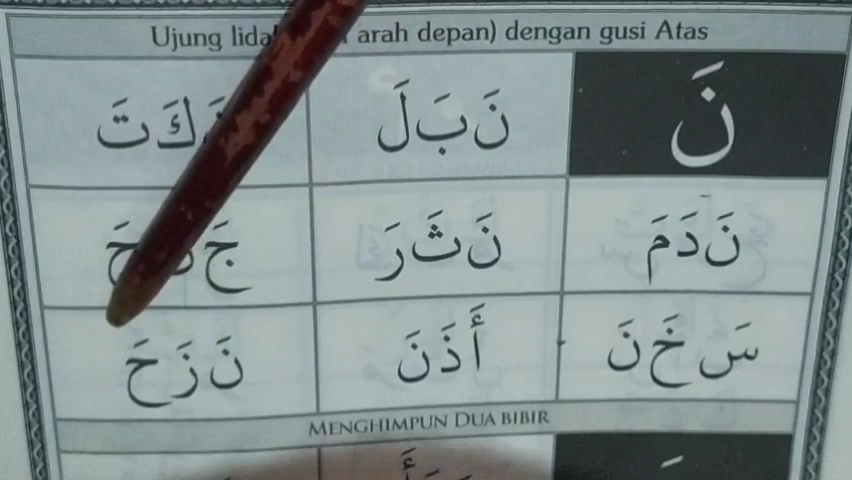 Ujung arah depan) dengan gusi Atas
نَ نَ بَ لَ كَ تَ
نَ دَ مَ نَ ثَ رَ جَ حَ
سَ خَ نَ أَ ذَ نَ نَ زَ حَ
MENGHIMPUN DUA BIBIR